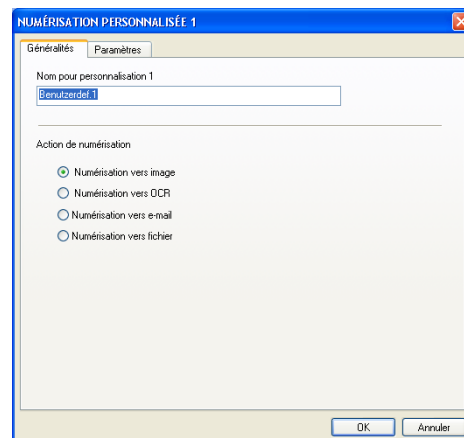 NUMÉRISATION PERSONNALISÉE 1
Généralités Paramètres
Nom pour personnalisation 1
Benutzerdef.1
Action de numérisation
Numérisation vers image
Numérisation vers OCR
Numérisation vers e-mail
Numérisation vers fichier
OK Annuler